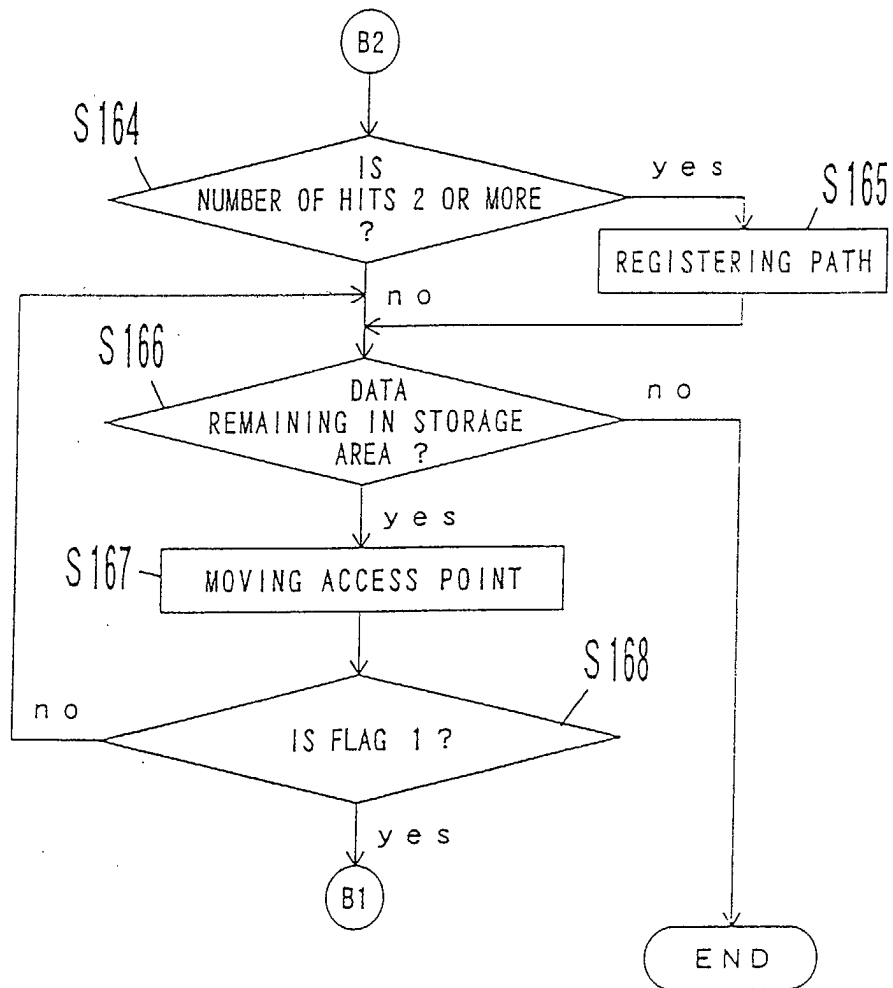 B2
S164
IS
NUMBER OF HITS 2 OR MORE
?
yes
S165
REGISTERING PATH
no
S166
DATA
REMAINING IN STORAGE
AREA ?
no
yes
S167
MOVING ACCESS POINT
S168
no
IS FLAG 1 ?
yes
B1
END